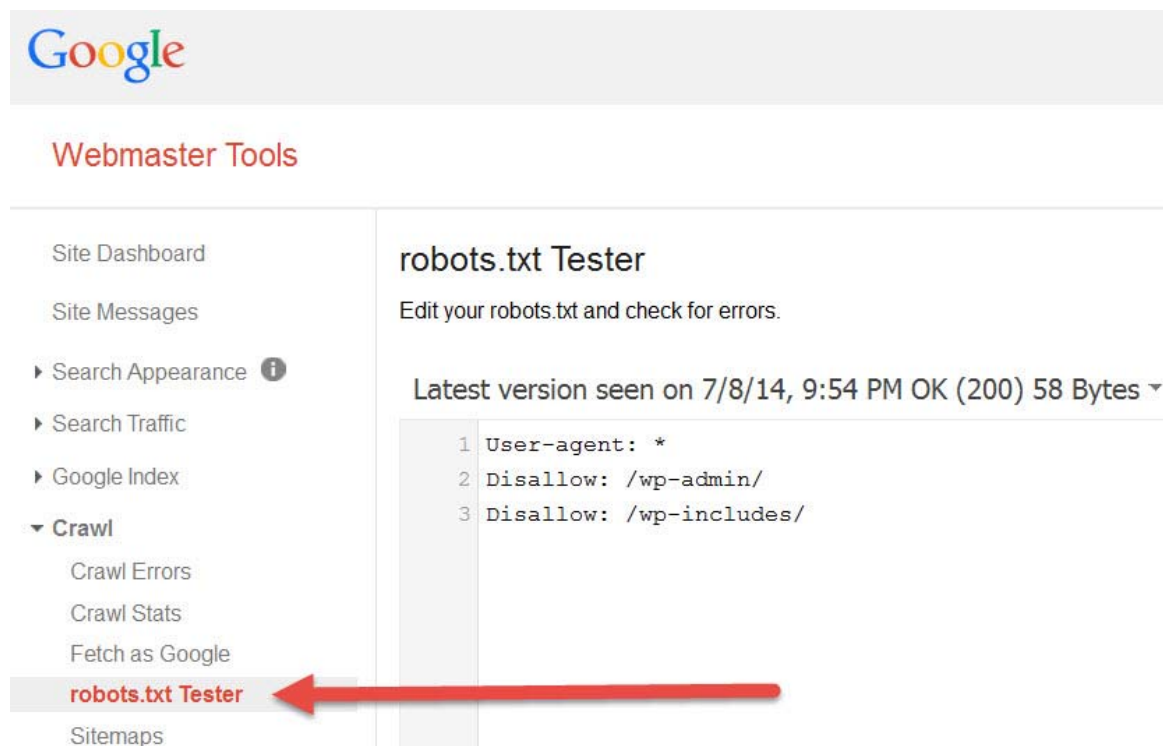 Google
Webmaster Tools
Site Dashboard
Site Messages
Search Appearance
Search Traffic
Google Index
Crawl
Crawl Errors
Crawl Stats
Fetch as Google
robots.txt Tester
Sitemaps
robots.txt Tester
Edit your robots.txt and check for errors.
Latest version seen on 7/8/14, 9:54 PM OK (200) 58 Bytes
1 User-agent: *
2 Disallow: /wp-admin/
3 Disallow: /wp-includes/